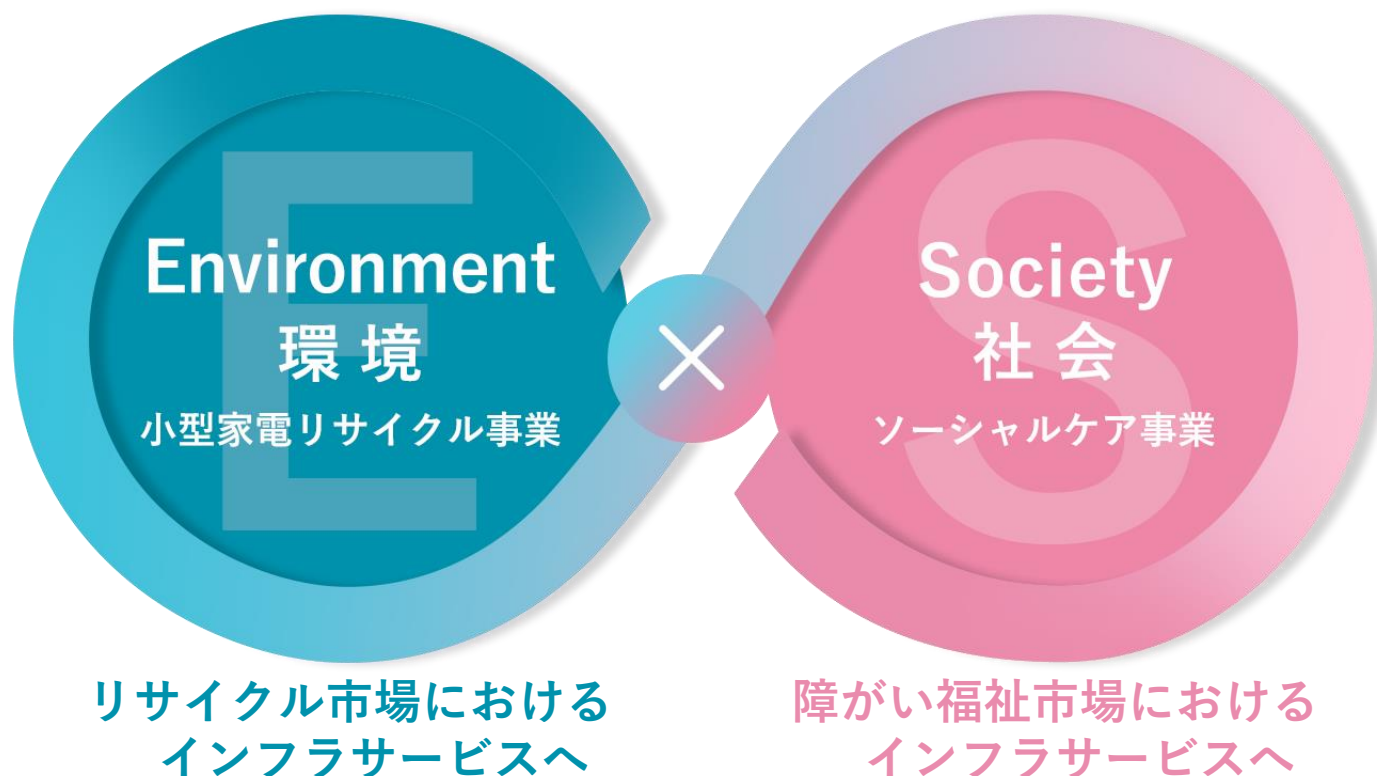 E
Environment
環境
小型家電リサイクル事業
×
S
Society
社会
ソーシャルケア事業
リサイクル市場における
インフラサービスへ
障がい福祉市場における
インフラサービスへ